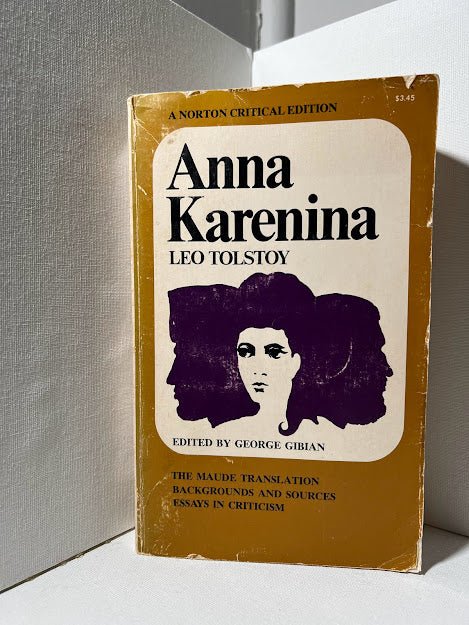 A NORTON CRITICAL EDITION
$3.45
Anna
Karenina
LEO TOLSTOY
EDITED BY GEORGE GIBIAN
THE MAUDE TRANSLATION
BACKGROUNDS AND SOURCES
ESSAYS IN CRITICISM